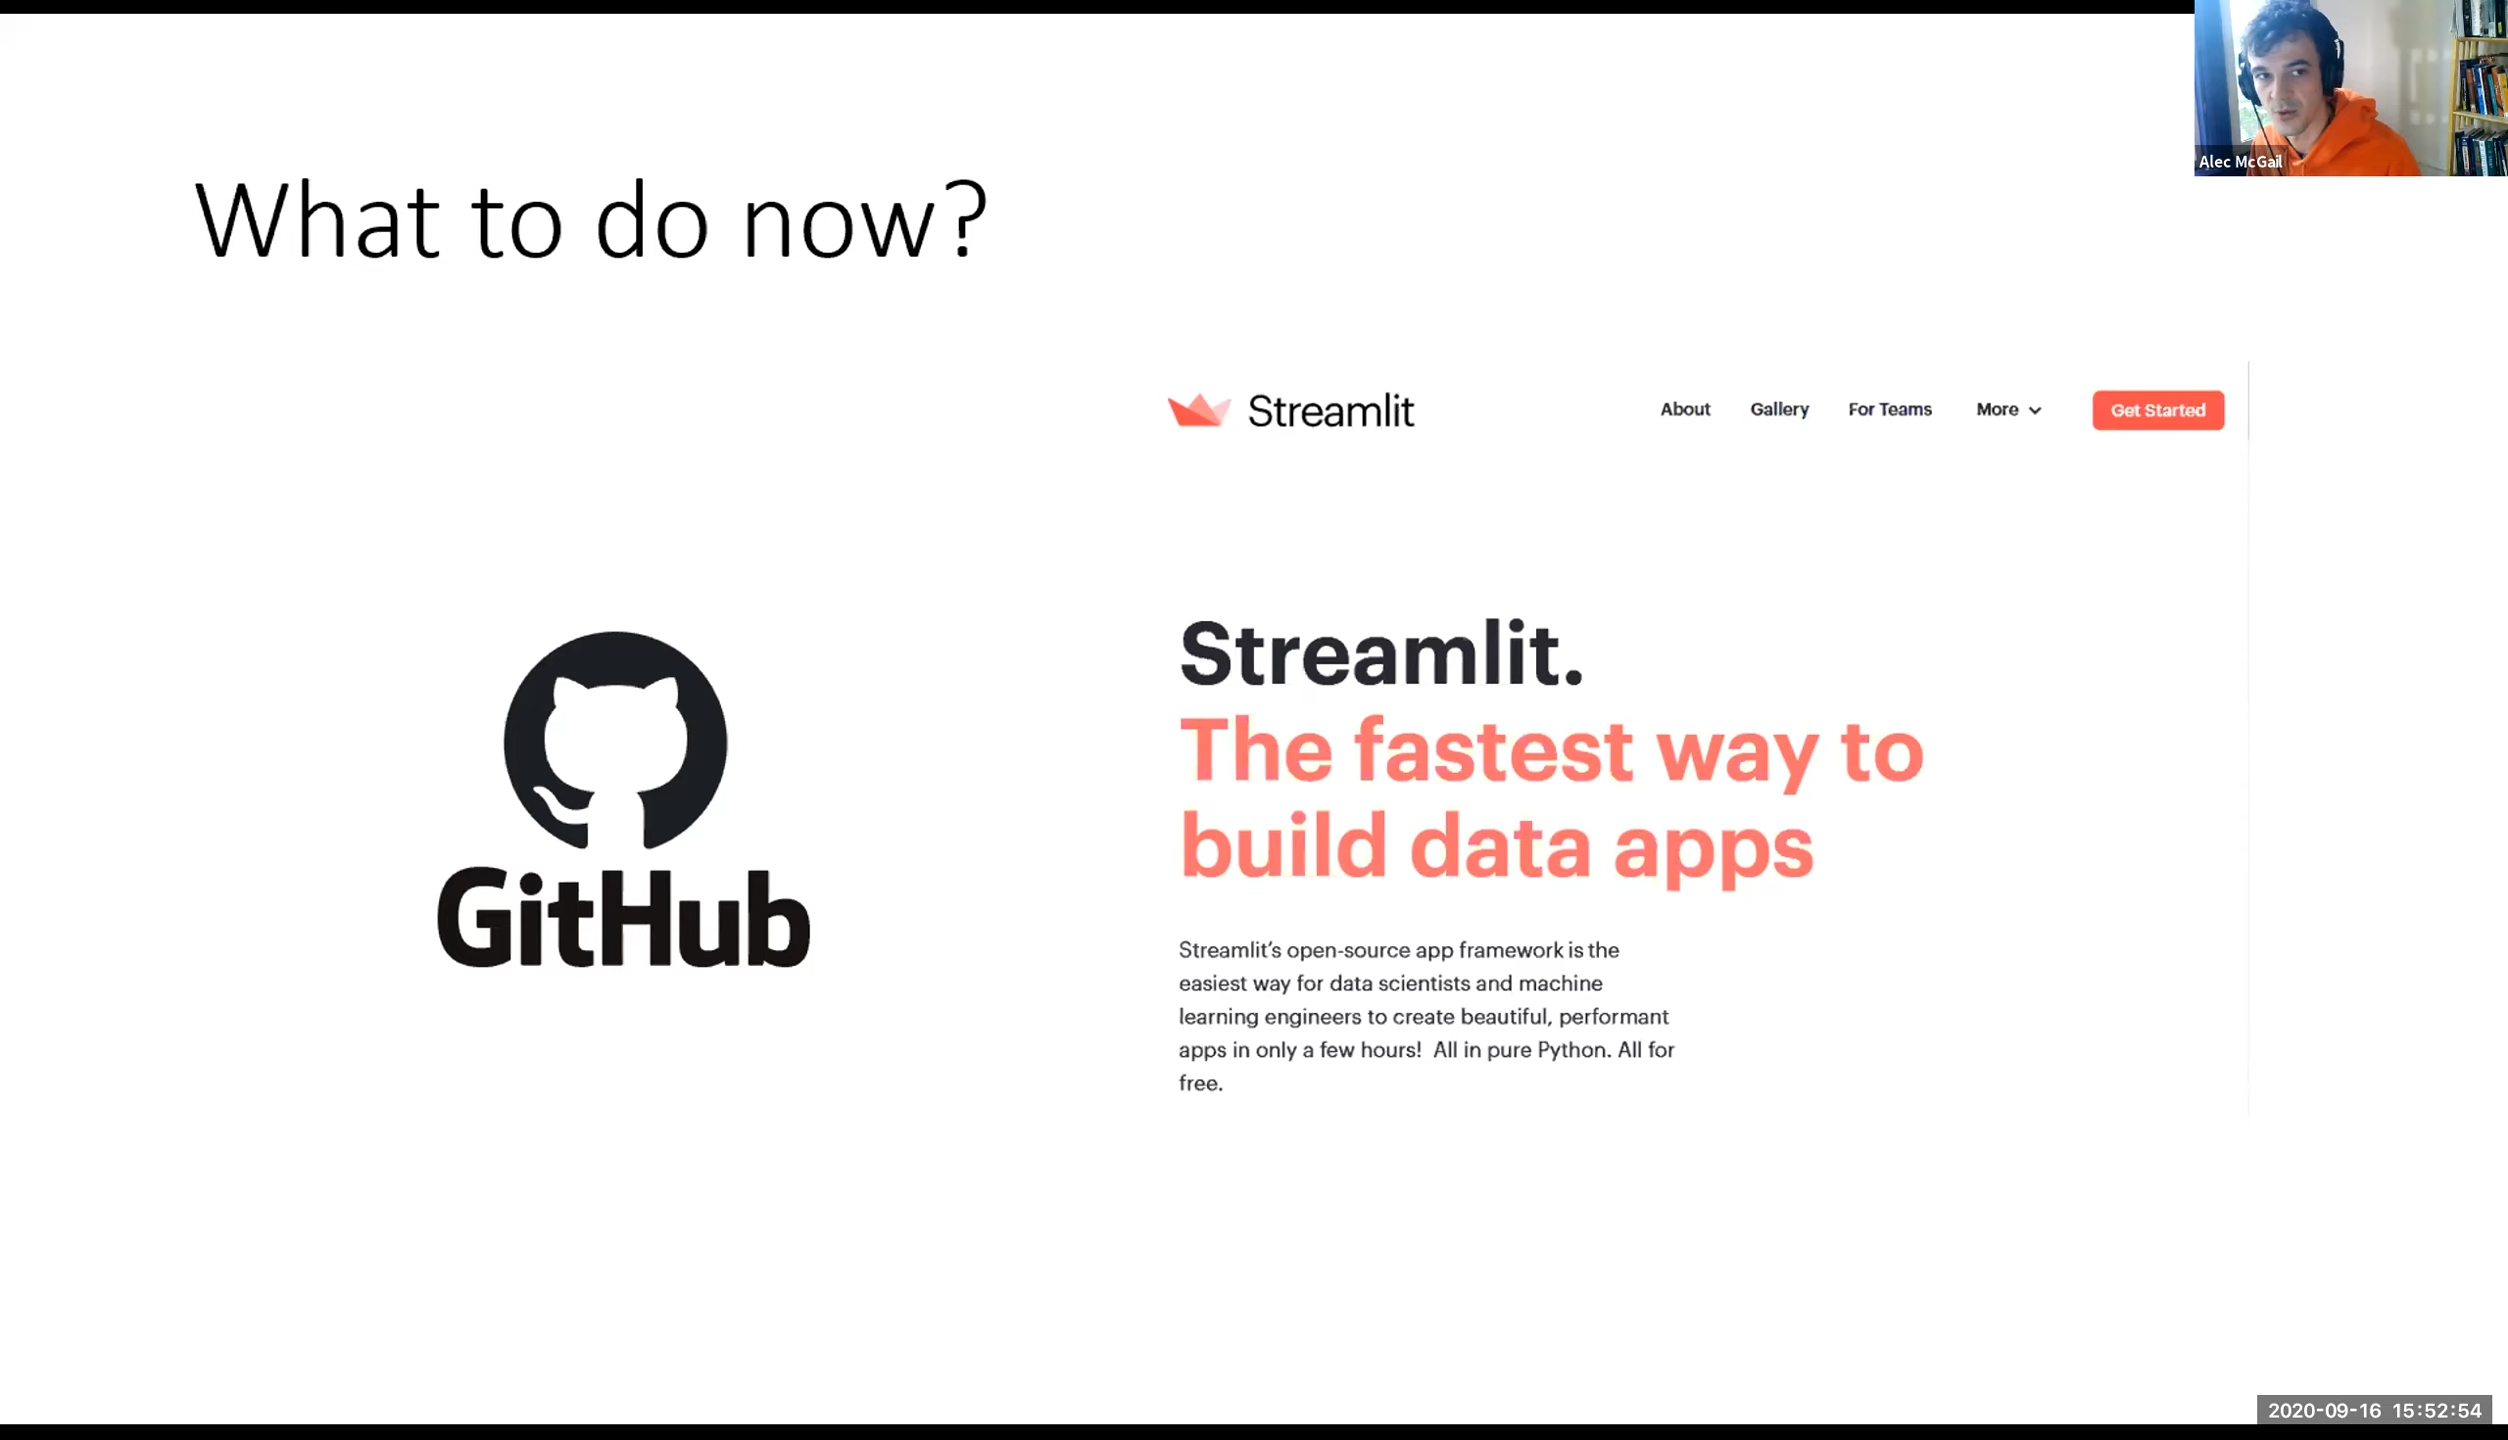 Alec McGail
What to do now?
Streamlit
About Gallery For Teams More Get Started
GitHub
Streamlit.
The fastest way to
build data apps
Streamlit's open-source app framework is the
easiest way for data scientists and machine
learning engineers to create beautiful, performant
apps in only a few hours!  All in pure Python. All for
free.
2020-09-16 15:52:54